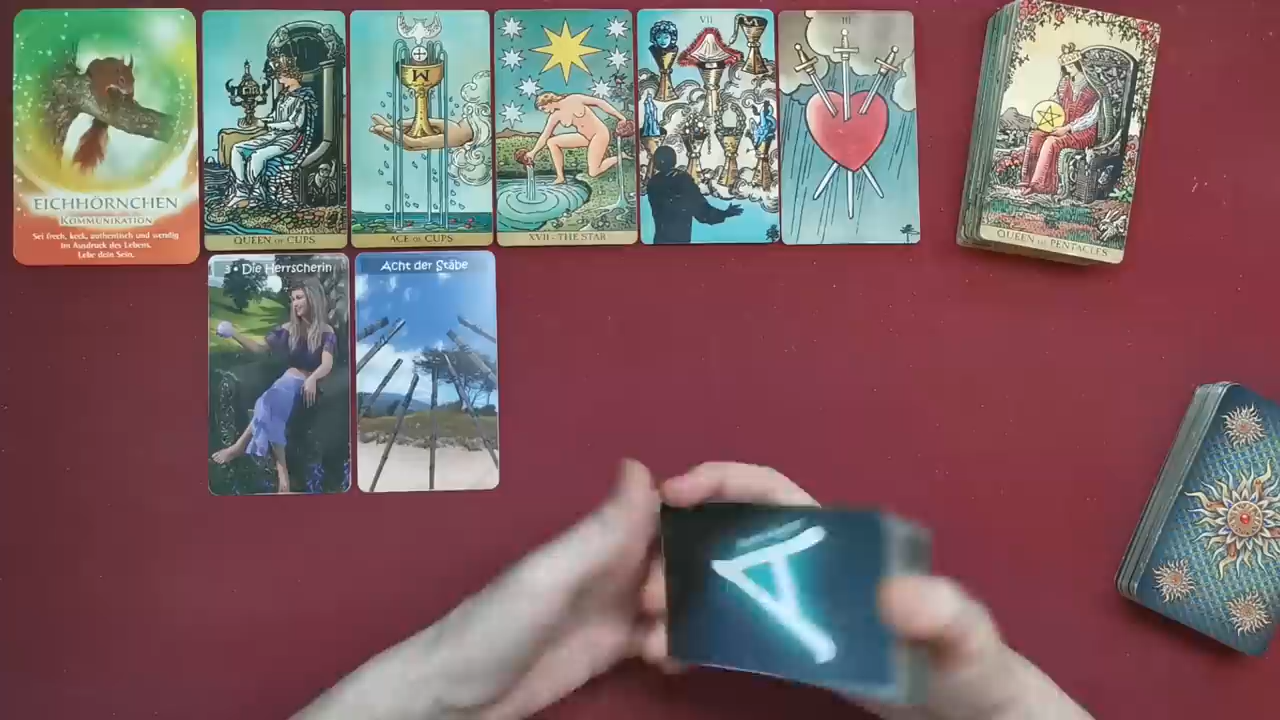 EICHHÖRNCHEN
KOMMUNIKATION
Sei frech, keck, authentisch und wendig
im Ausdruck des Lebens.
Lebe dein Sein.
QUEEN OF CUPS
ACE OF CUPS
XVII - THE STAR
VII
III
QUEEN OF PENTACLES
3 • Die Herrscherin
Acht der Stäbe